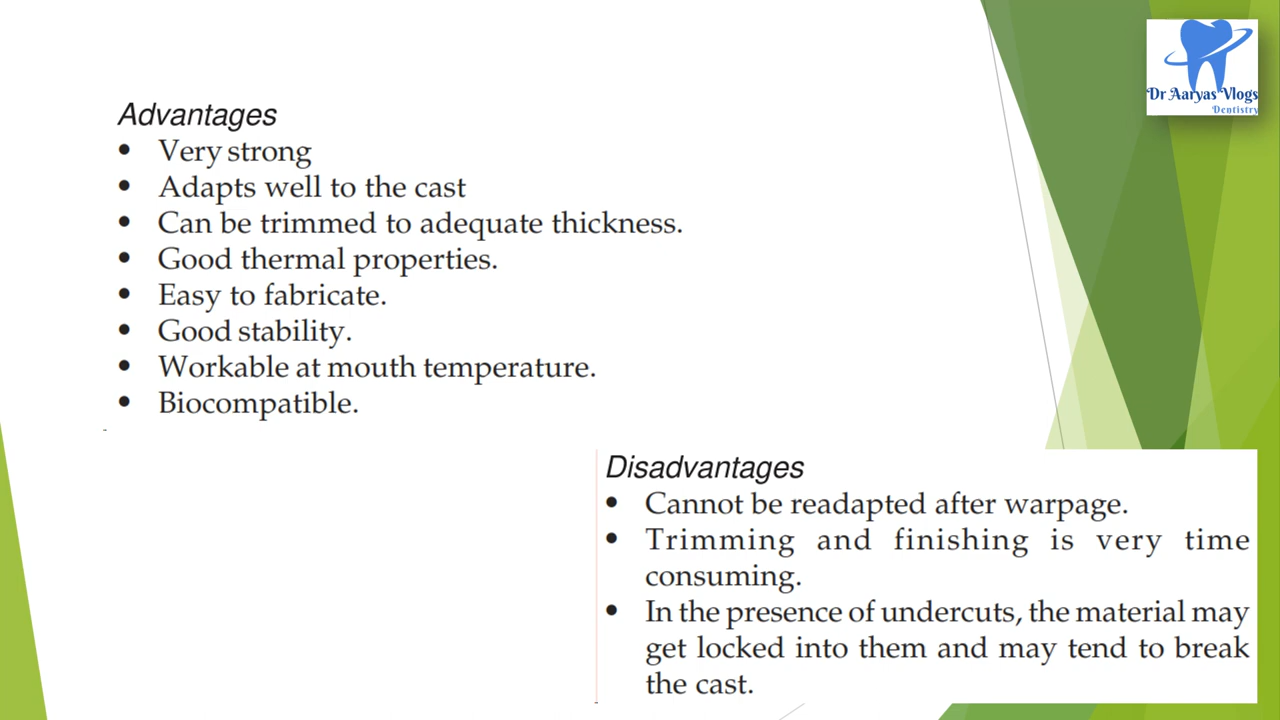 Dr Aaryas Vlogs
Dentistry
Advantages
• Very strong
• Adapts well to the cast
• Can be trimmed to adequate thickness.
• Good thermal properties.
• Easy to fabricate.
• Good stability.
• Workable at mouth temperature.
• Biocompatible.
Disadvantages
• Cannot be readapted after warpage.
• Trimming and finishing is very time
consuming.
• In the presence of undercuts, the material may
get locked into them and may tend to break
the cast.